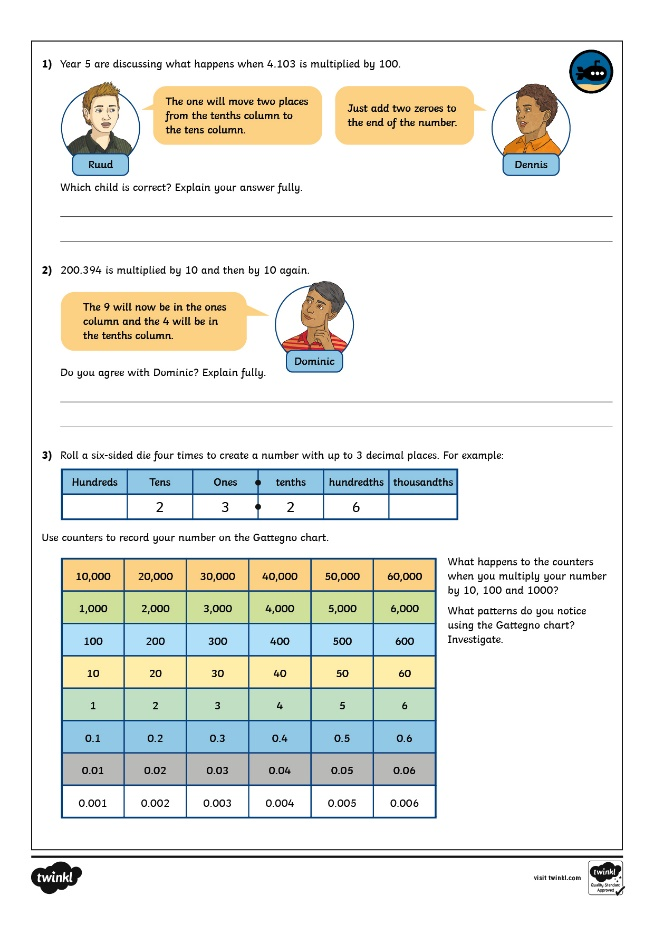 1) Year 5 are discussing what happens when 4.103 is multiplied by 100.
The one will move two places
from the tenths column to
the tens column.
Just add two zeroes to
the end of the number.
Ruud
Dennis
Which child is correct? Explain your answer fully.
2) 200.394 is multiplied by 10 and then by 10 again.
The 9 will now be in the ones
column and the 4 will be in
the tenths column.
Dominic
Do you agree with Dominic? Explain fully.
3) Roll a six-sided die four times to create a number with up to 3 decimal places. For example:
Hundreds Tens Ones • tenths hundredths thousandths
2 3 • 2 6
Use counters to record your number on the Gattegno chart.
10,000 20,000 30,000 40,000 50,000 60,000
1,000 2,000 3,000 4,000 5,000 6,000
100 200 300 400 500 600
10 20 30 40 50 60
1 2 3 4 5 6
0.1 0.2 0.3 0.4 0.5 0.6
0.01 0.02 0.03 0.04 0.05 0.06
0.001 0.002 0.003 0.004 0.005 0.006
What happens to the counters
when you multiply your number
by 10, 100 and 1000?
What patterns do you notice
using the Gattegno chart?
Investigate.
twinkl
visit twinkl.com
twinkl
Quality Standard
Approved